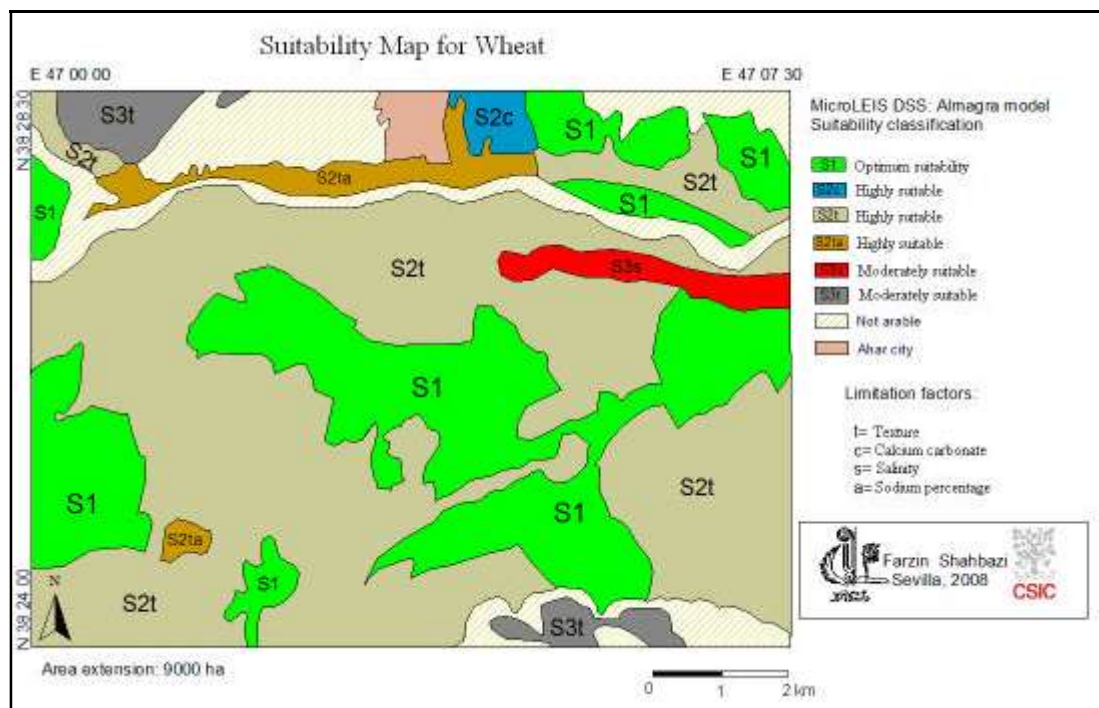 Suitability Map for Wheat
E 47 00 00
E 47 07 30
N 38 28 30
N 38 24 00
S3t
S2c
S1
S1
S2t
S2t
S2ta
S1
S1
S2t
S3s
S1
S1
S2t
S1
S2ta
S1
S2t
S3t
N
MicroLEIS DSS: Almagra model
Suitability classification
S1 Optimum suitability
S2c Highly suitable
S2t Highly suitable
S2ta Highly suitable
S3s Moderately suitable
S3t Moderately suitable
Not arable
Ahar city
Limitation factors:
t= Texture
c= Calcium carbonate
s= Salinity
a= Sodium percentage
Farzin Shahbazi
Sevilla, 2008
CSIC
Area extension: 9000 ha
0 1 2 km